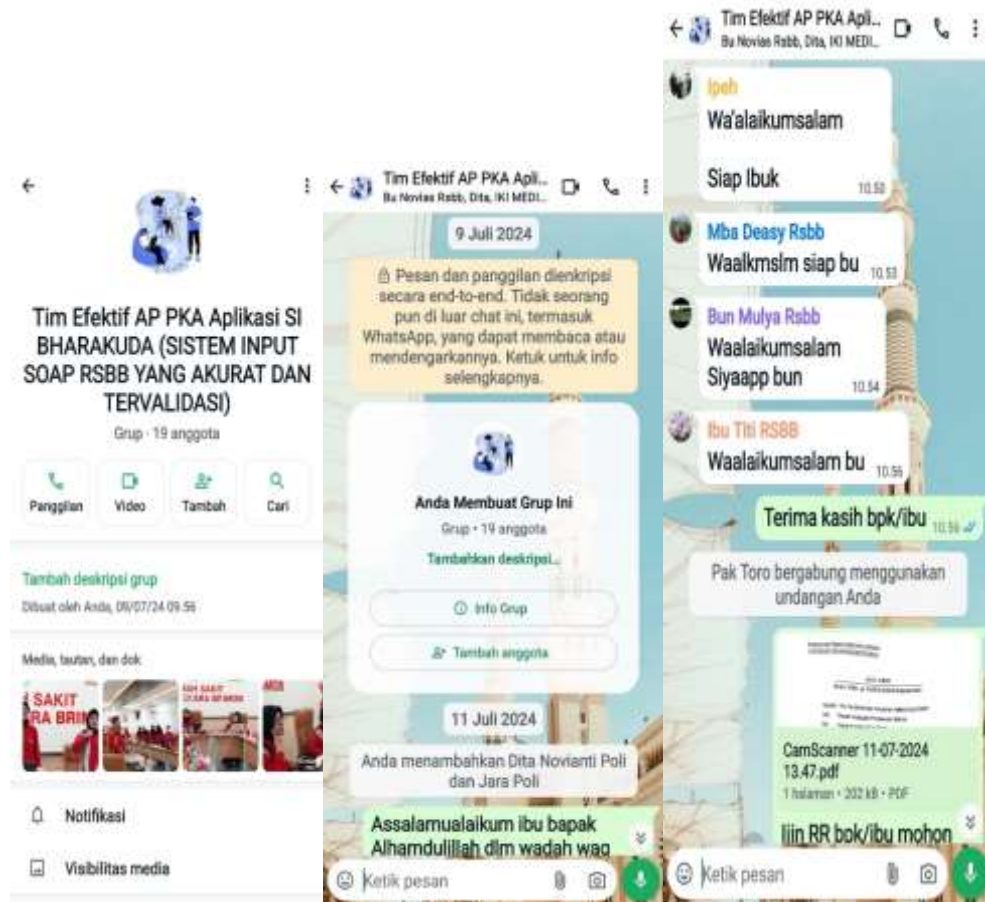 Tim Efektif AP PKA Aplikasi SI
BHARAKUDA (SISTEM INPUT
SOAP RSBB YANG AKURAT DAN
TERVALIDASI)
Grup · 19 anggota
Panggilan Video Tambah Cari
Tambah deskripsi grup
Dibuat oleh Anda, 09/07/24 09.56
Media, tautan, dan dok
SAKIT
RA BRIN
Notifikasi
Visibilitas media
Tim Efektif AP PKA Apli...
Bu Novias Rsbb, Dita, IKI MEDI...
9 Juli 2024
Pesan dan panggilan dienkripsi
secara end-to-end. Tidak seorang
pun di luar chat ini, termasuk
WhatsApp, yang dapat membaca atau
mendengarkannya. Ketuk untuk info
selengkapnya.
Anda Membuat Grup Ini
Grup • 19 anggota
Tambahkan deskripsi...
Info Grup
Tambah anggota
11 Juli 2024
Anda menambahkan Dita Novianti Poli
dan Jara Poli
Assalamualaikum ibu bapak
Alhamdulillah dlm wadah wag
Ketik pesan
Tim Efektif AP PKA Apli...
Bu Novias Rsbb, Dita, IKI MEDI...
Ipeh
Wa'alaikumsalam
Siap Ibuk
10.50
Mba Deasy Rsbb
Waalkmslm siap bu 10.53
Bun Mulya Rsbb
Waalaikumsalam
Siyaapp bun 10.54
Ibu Titi RSBB
Waalaikumsalam bu 10.56
Terima kasih bpk/ibu 10.56
Pak Toro bergabung menggunakan
undangan Anda
CamScanner 11-07-2024
13.47.pdf
1 halaman • 202 kB • PDF
Ijin RR bpk/ibu mohon
Ketik pesan